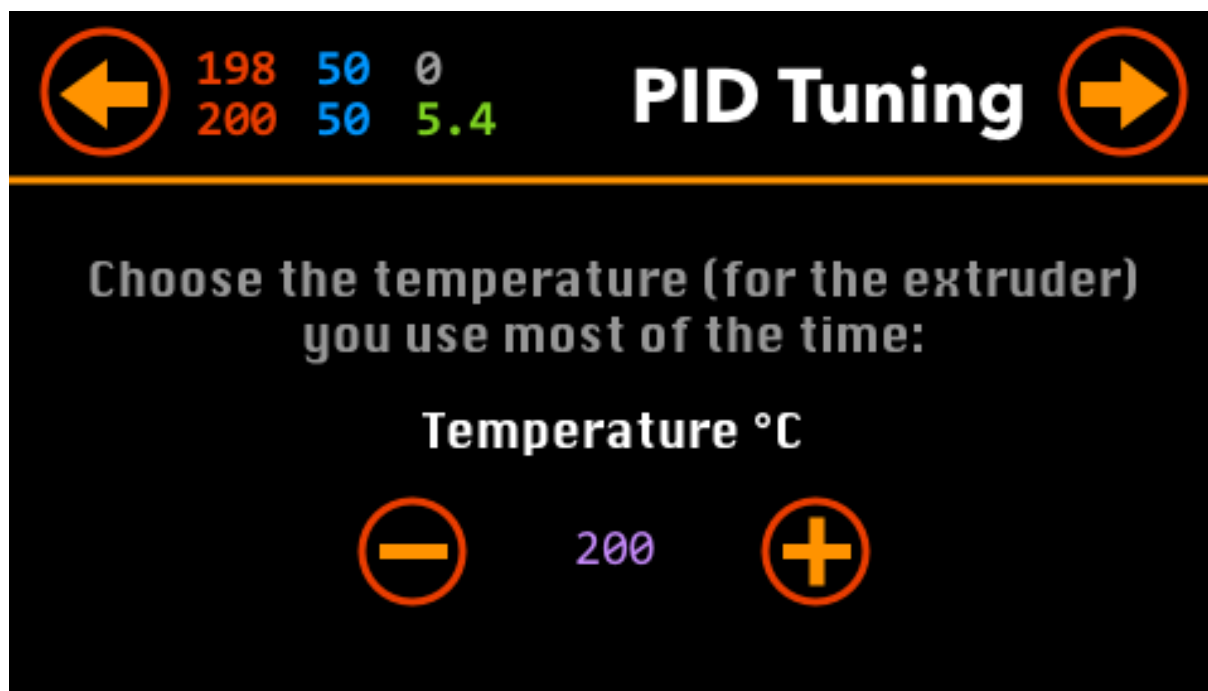 198 50 0
200 50 5.4
PID Tuning
Choose the temperature (for the extruder)
you use most of the time:
Temperature °C
200